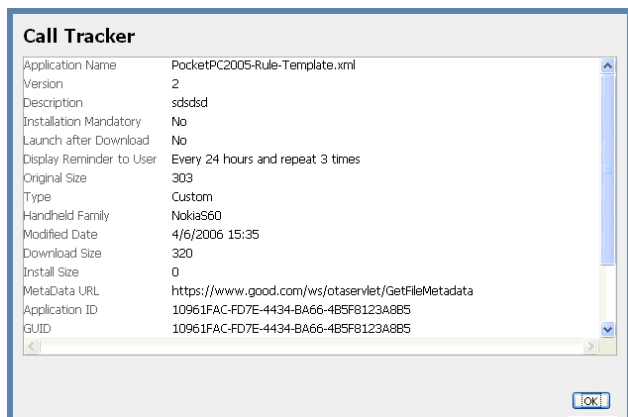 Call Tracker
Application Name PocketPC2005-Rule-Template.xml
Version 2
Description sdsdsd
Installation Mandatory No
Launch after Download No
Display Reminder to User Every 24 hours and repeat 3 times
Original Size 303
Type Custom
Handheld Family NokiaS60
Modified Date 4/6/2006 15:35
Download Size 320
Install Size 0
MetaData URL https://www.good.com/ws/otaservlet/GetFileMetadata
Application ID 10961FAC-FD7E-4434-BA66-4B5F8123A8B5
GUID 10961FAC-FD7E-4434-BA66-4B5F8123A8B5
OK